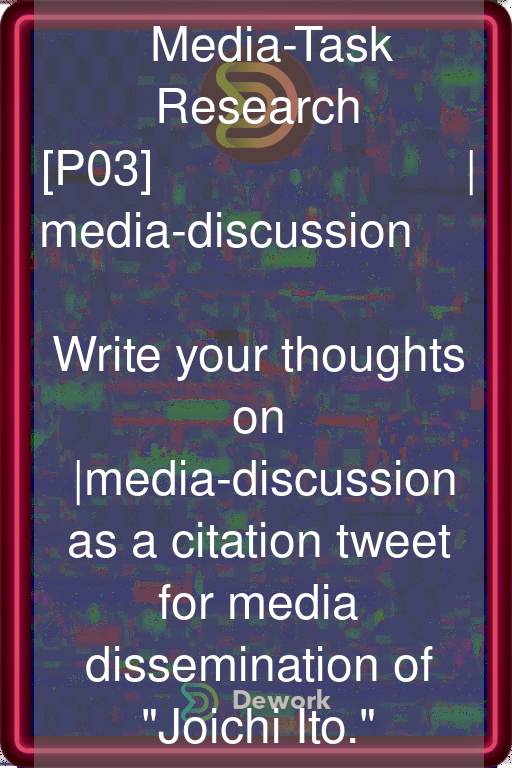 Media-Task
Research
[P03] |
media-discussion
Write your thoughts
on
|media-discussion
as a citation tweet
for media
dissemination of
Dework
"Joichi Ito."